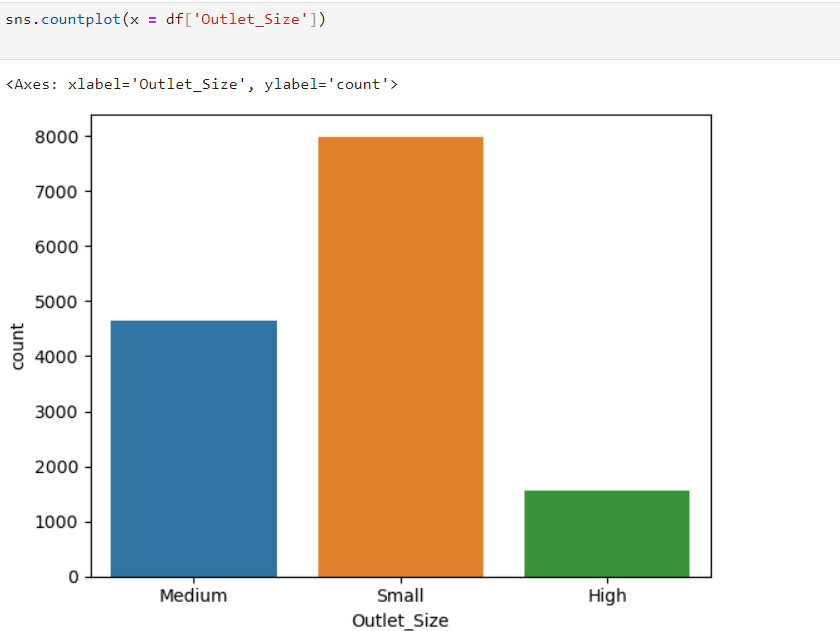 sns.countplot(x = df['Outlet_Size'])
<Axes: xlabel='Outlet_Size', ylabel='count'>
8000
7000
6000
5000
4000
3000
2000
1000
0
count
Medium Small High
Outlet_Size